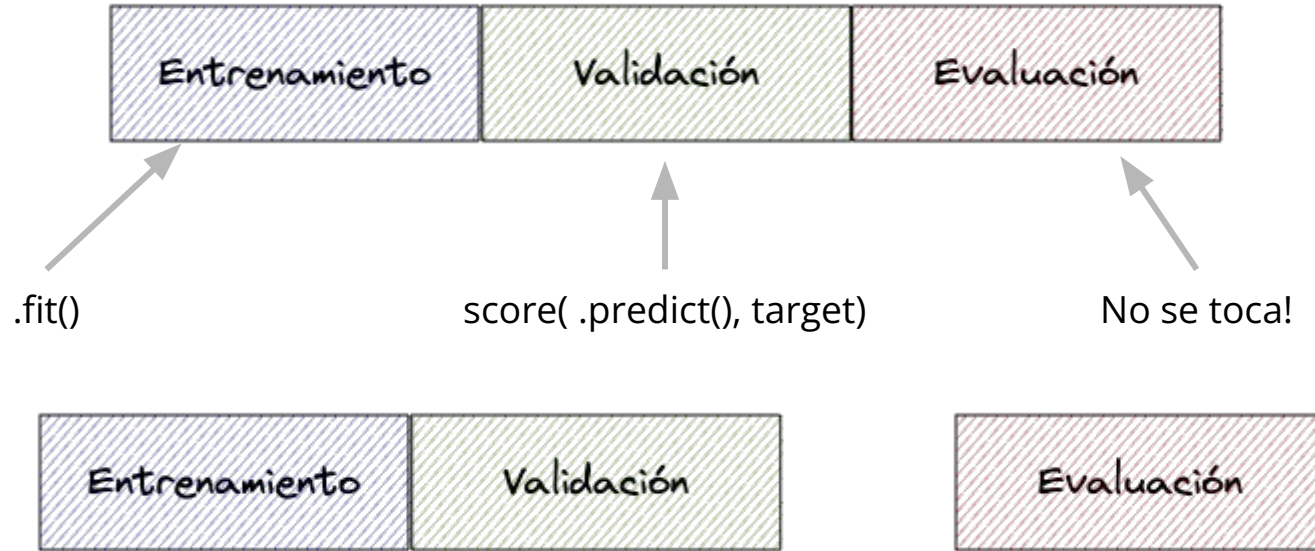 Entrenamiento Validación Evaluación
.fit() score( .predict(), target) No se toca!
Entrenamiento Validación Evaluación